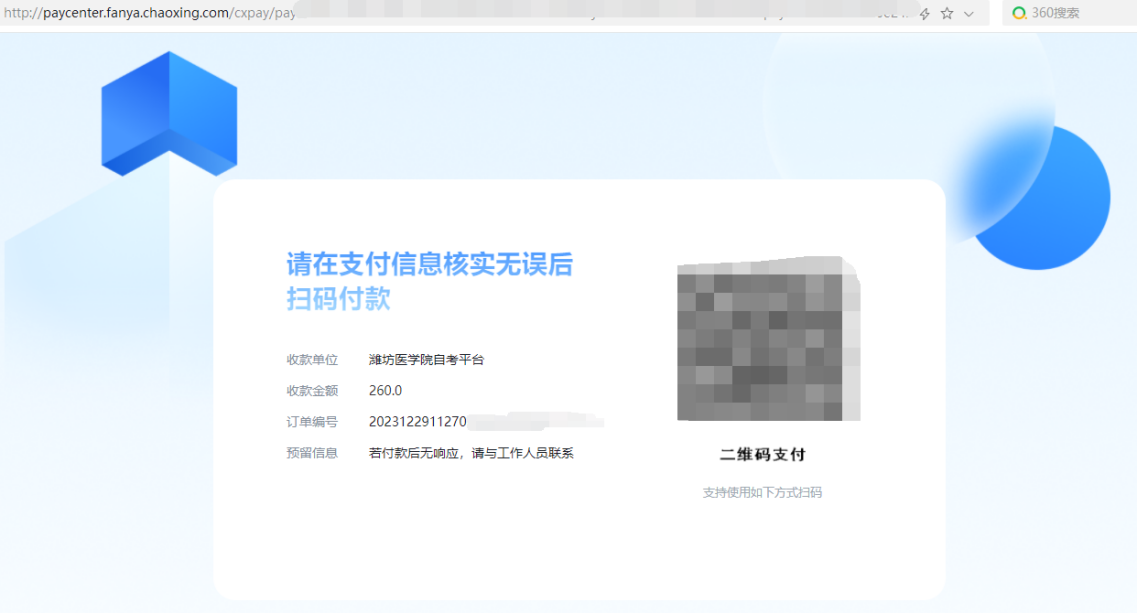 http://paycenter.fanya.chaoxing.com/cxpay/pay
360搜索
请在支付信息核实无误后
扫码付款
收款单位 潍坊医学院自考平台
收款金额 260.0
订单编号 2023122911270
预留信息 若付款后无响应，请与工作人员联系
二维码支付
支持使用如下方式扫码